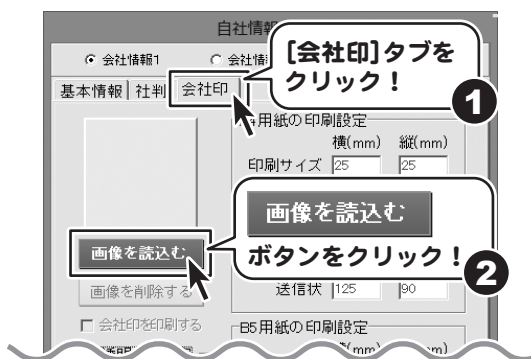 自社情報
会社情報1
会社情
[会社印]タブを
クリック！
1
基本情報 社判 会社印
用紙の印刷設定
横(mm) 縦(mm)
印刷サイズ 25 25
画像を読込む
ボタンをクリック！
2
画像を読込む
画像を削除する
送信状 125 90
会社印を印刷する
B5用紙の印刷設定
(mm)